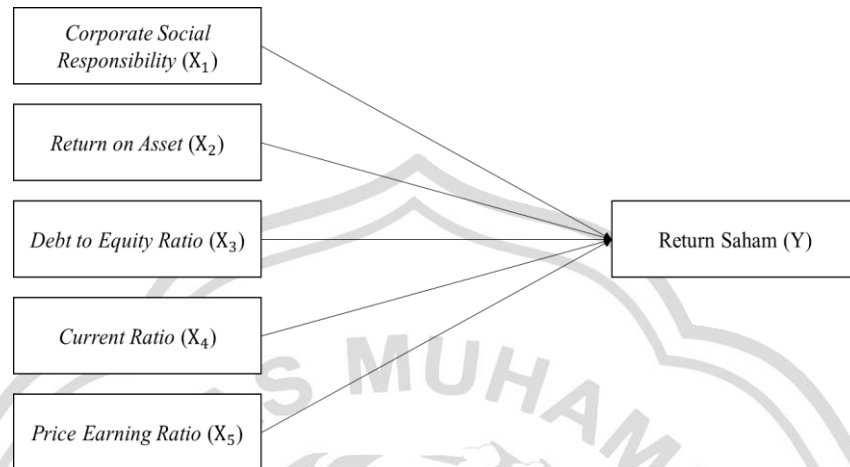 Corporate Social
Responsibility (X₁)
Return on Asset (X₂)
Debt to Equity Ratio (X₃)
Return Saham (Y)
Current Ratio (X₄)
Price Earning Ratio (X₅)
AS MUHAM